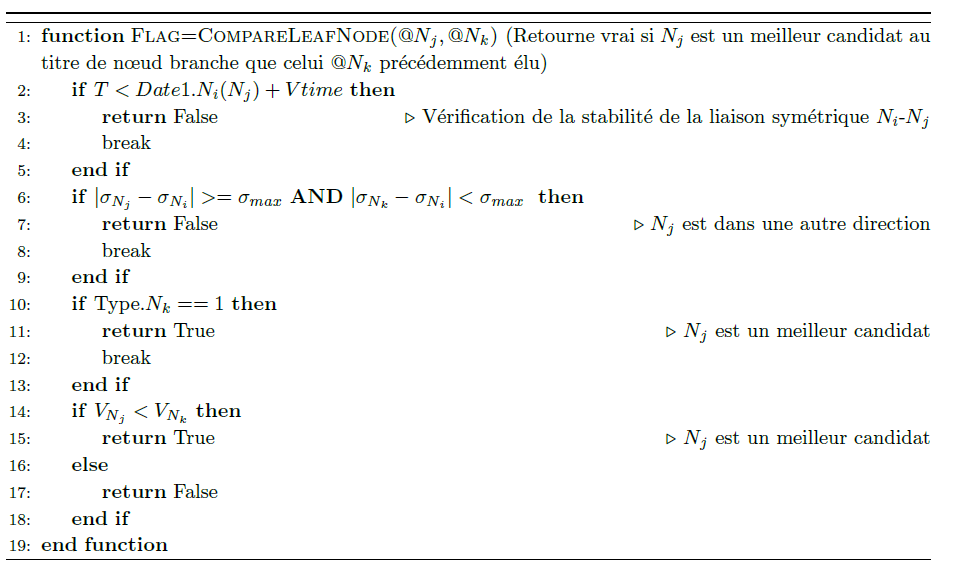 1: function FLAG=COMPARELEAFNODE(@N_j, @N_k) (Retourne vrai si N_j est un meilleur candidat au
titre de nœud branche que celui @N_k précédemment élu)
2: if T < Date1.N_i(N_j) + Vtime then
3: return False ▷ Vérification de la stabilité de la liaison symétrique N_i-N_j
4: break
5: end if
6: if |σ_{N_j} − σ_{N_i}| >= σ_{max} AND |σ_{N_k} − σ_{N_i}| < σ_{max} then
7: return False ▷ N_j est dans une autre direction
8: break
9: end if
10: if Type.N_k == 1 then
11: return True ▷ N_j est un meilleur candidat
12: break
13: end if
14: if V_{N_j} < V_{N_k} then
15: return True ▷ N_j est un meilleur candidat
16: else
17: return False
18: end if
19: end function